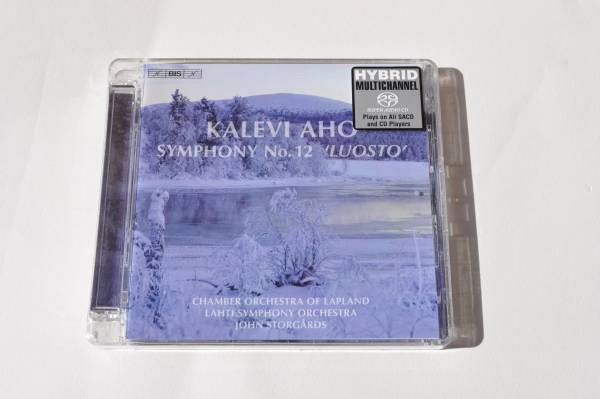 BIS
HYBRID
MULTICHANNEL
SUPER AUDIO CD
Plays on All SACD
and CD Players
KALEVI AHO
SYMPHONY No. 12 'LUOSTO'
CHAMBER ORCHESTRA OF LAPLAND
LAHTI SYMPHONY ORCHESTRA
JOHN STORGÅRDS